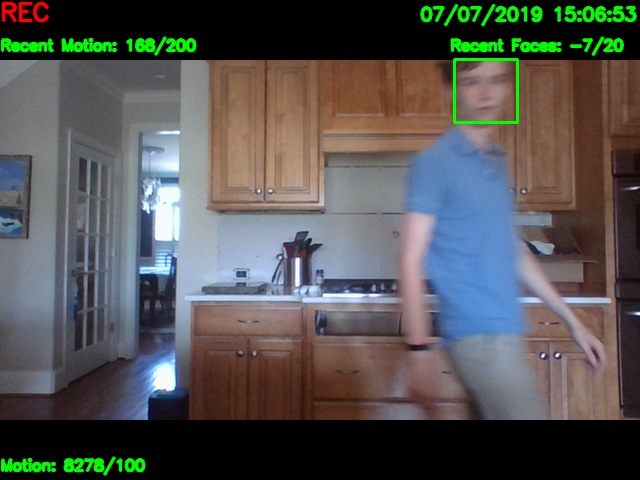 REC
07/07/2019 15:06:53
Recent Motion: 168/200
Recent Faces: -7/20
Motion: 8278/100